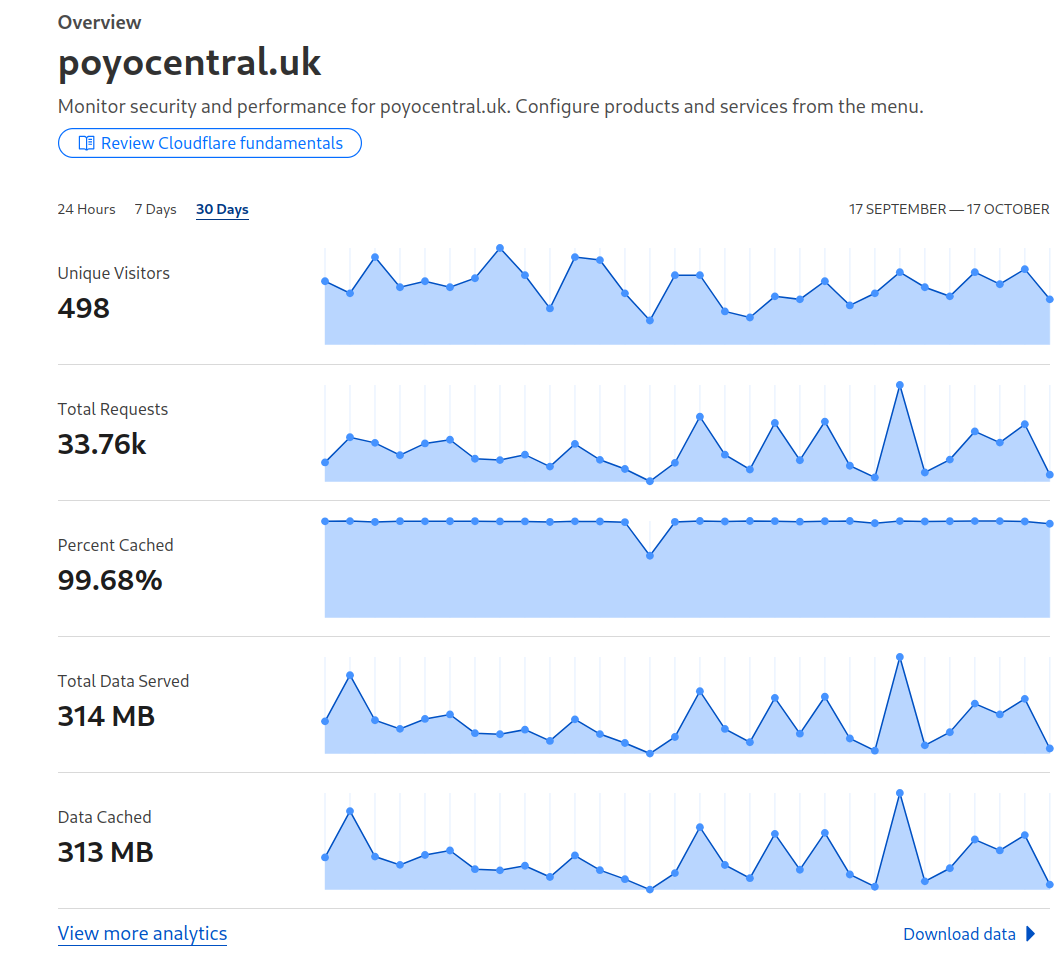 Overview
poyocentral.uk
Monitor security and performance for poyocentral.uk. Configure products and services from the menu.
Review Cloudflare fundamentals
24 Hours 7 Days 30 Days 17 SEPTEMBER — 17 OCTOBER
Unique Visitors
498
Total Requests
33.76k
Percent Cached
99.68%
Total Data Served
314 MB
Data Cached
313 MB
View more analytics Download data